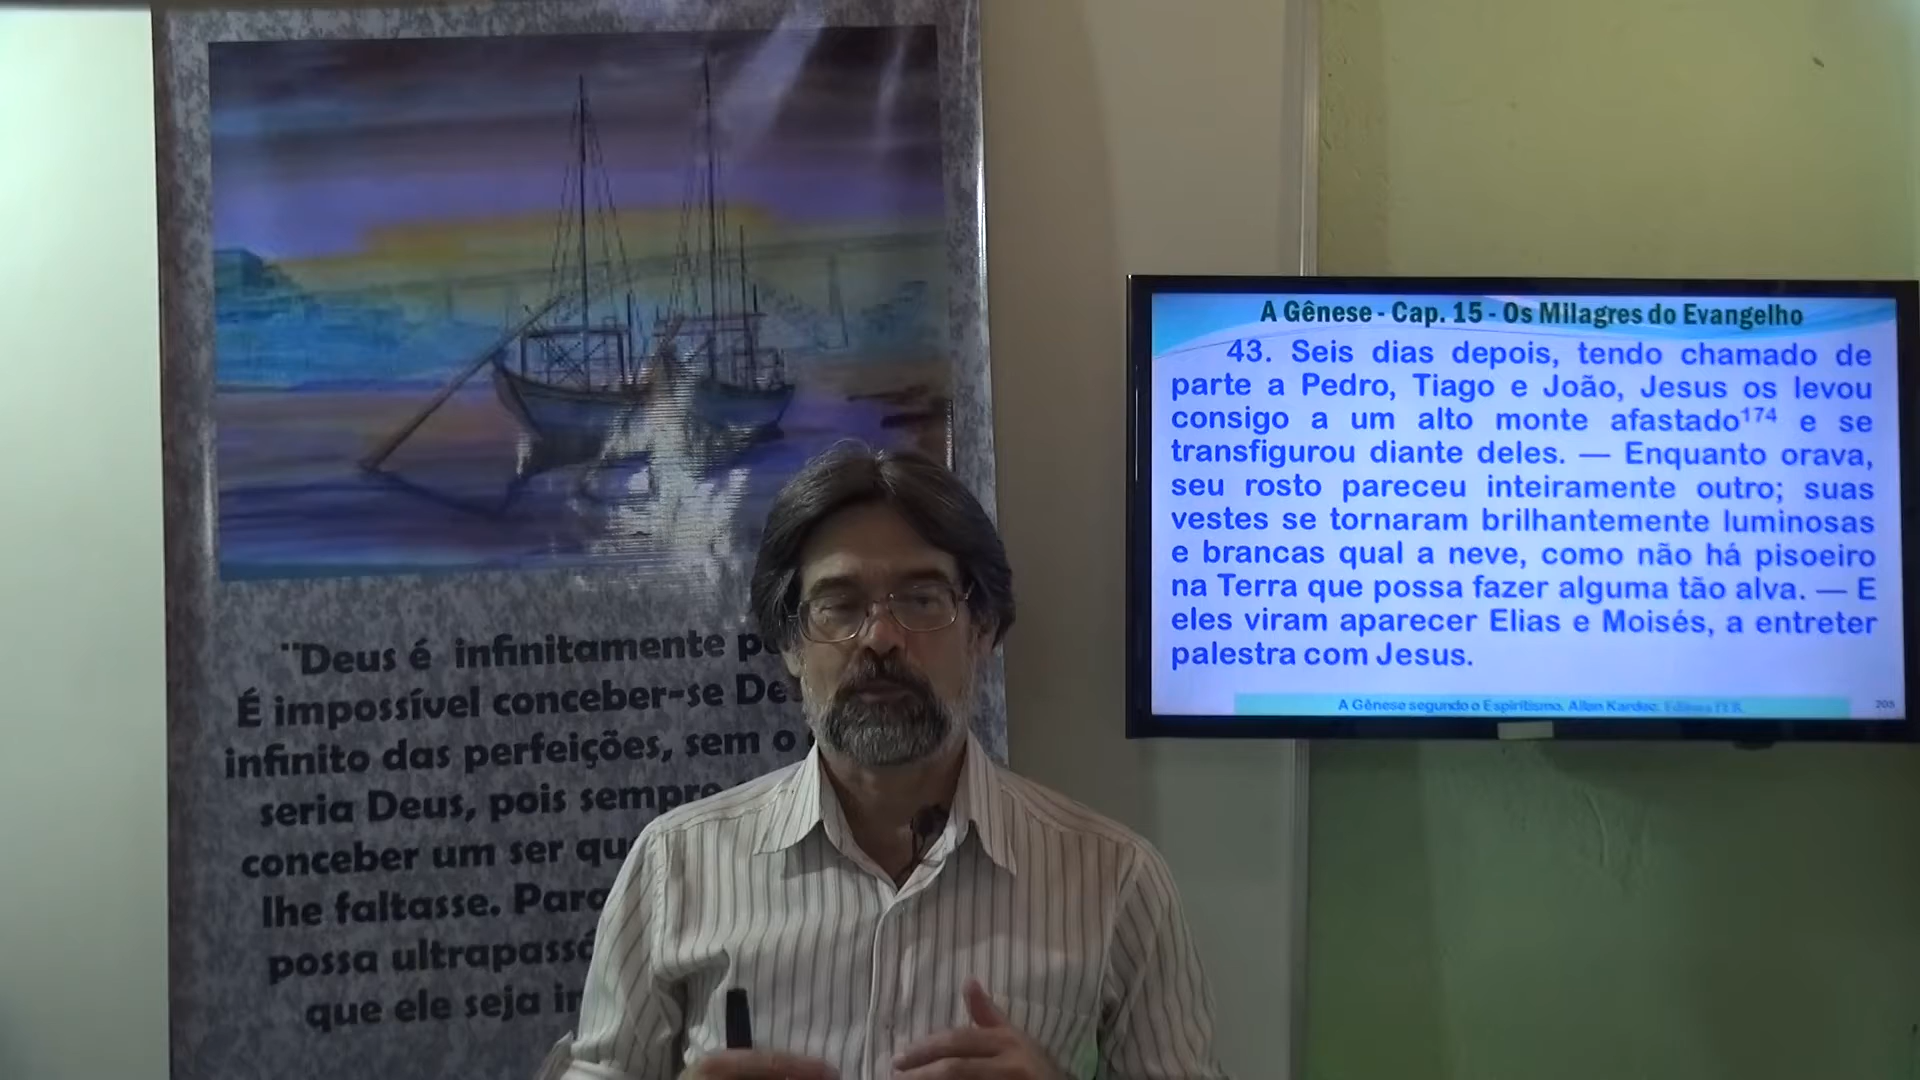 "Deus é infinitamente
É impossível conceber-se
infinito das perfeições, sem o
seria Deus, pois sempre
conceber um ser
lhe faltasse.
possa
que ele seja
A Gênese - Cap. 15 - Os Milagres do Evangelho
43. Seis dias depois, tendo chamado de
parte a Pedro, Tiago e João, Jesus os levou
consigo a um alto monte afastado¹⁷⁴ e se
transfigurou diante deles. — Enquanto orava,
seu rosto pareceu inteiramente outro; suas
vestes se tornaram brilhantemente luminosas
e brancas qual a neve, como não há pisoeiro
na Terra que possa fazer alguma tão alva. — E
eles viram aparecer Elias e Moisés, a entreter
palestra com Jesus.
A Gênese segundo o Espiritismo. Allan Kardec. Editora FEB.
205